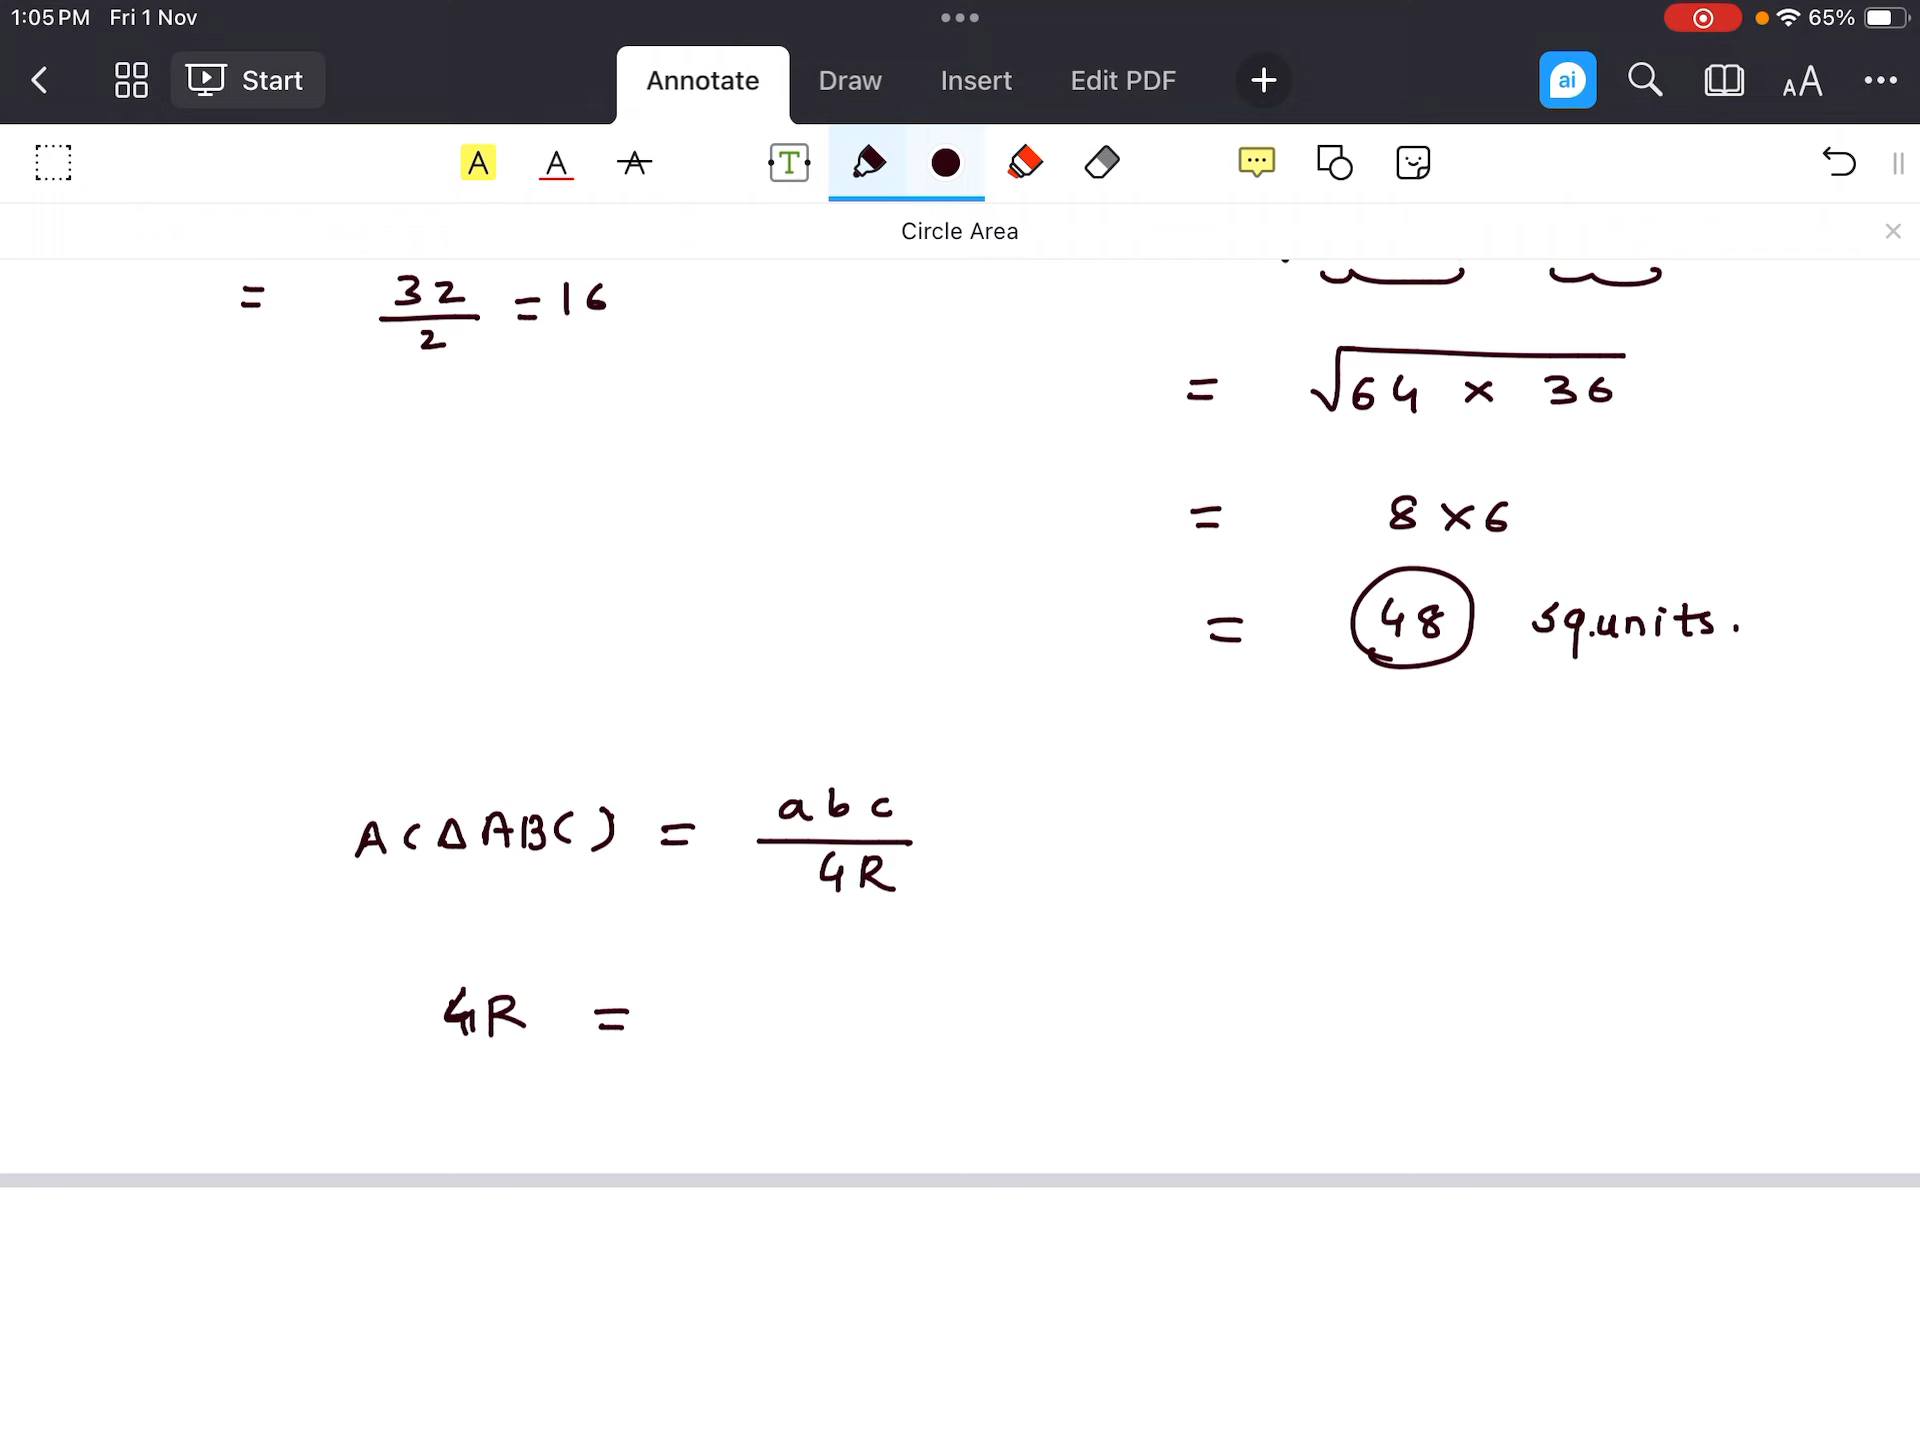 1:05 PM Fri 1 Nov 65%
Start Annotate Draw Insert Edit PDF ai AA
A A A T
Circle Area
= 32/2 = 16
= √64 × 36
= 8 × 6
= 48 sq.units.
A(ΔABC) = abc/4R
4R =